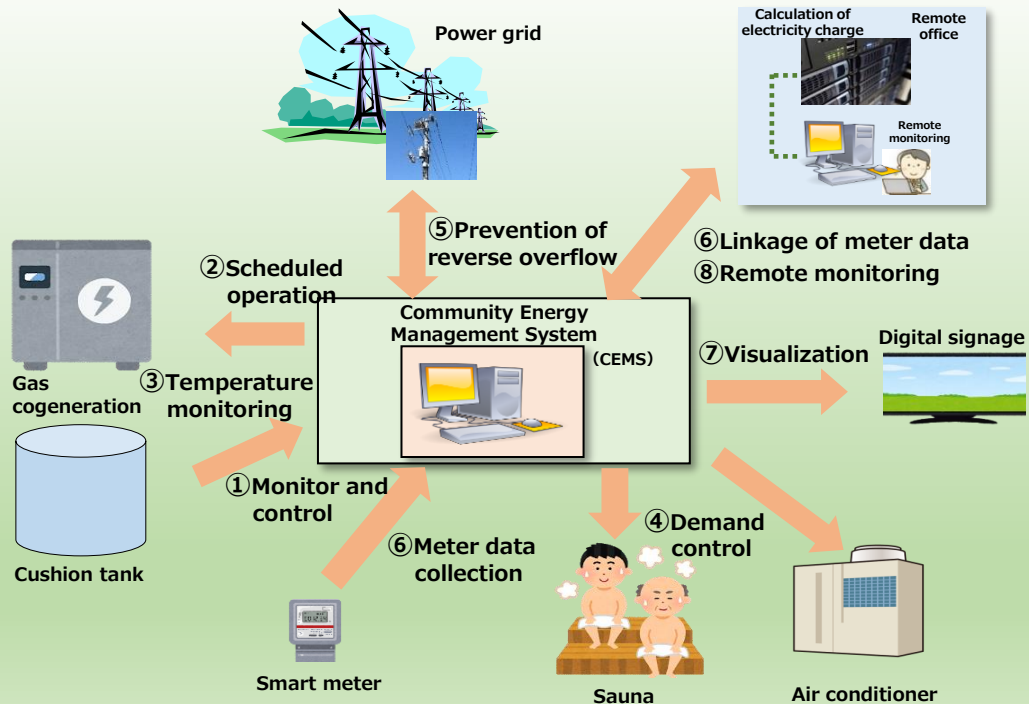 Power grid
Calculation of
electricity charge
Remote
office
Remote
monitoring
⑤Prevention of
reverse overflow
⑥Linkage of meter data
⑧Remote monitoring
②Scheduled
operation
Community Energy
Management System
(CEMS)
⑦Visualization
Digital signage
Gas
cogeneration
③Temperature
monitoring
①Monitor and
control
④Demand
control
⑥Meter data
collection
Cushion tank
Smart meter
Sauna
Air conditioner